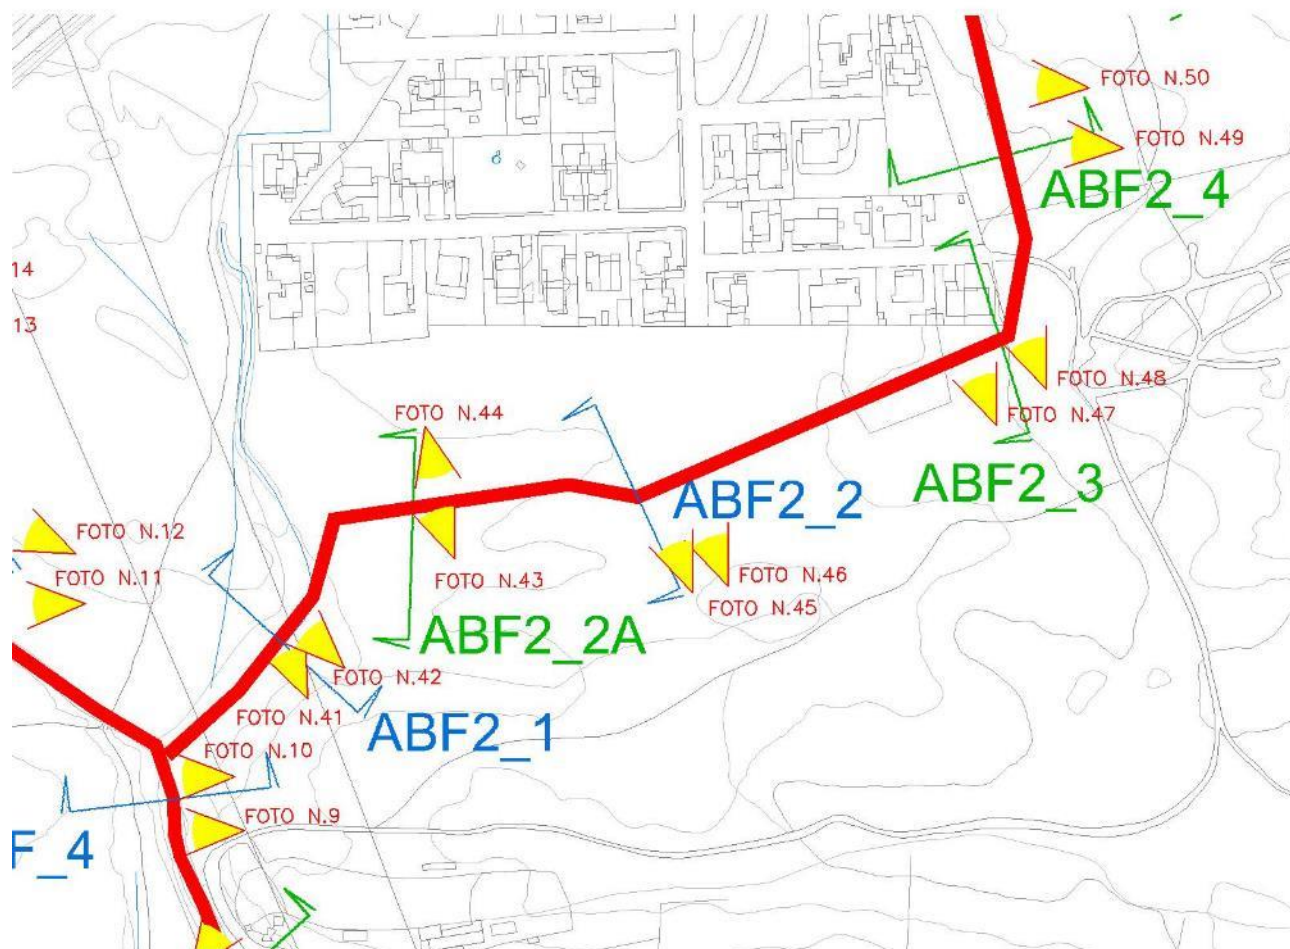 FOTO N.50
FOTO N.49
ABF2_4
14
13
FOTO N.48
FOTO N.44
FOTO N.47
ABF2_3
ABF2_2
FOTO N.12
FOTO N.11
FOTO N.43
FOTO N.46
FOTO N.45
ABF2_2A
FOTO N.42
FOTO N.41
ABF2_1
FOTO N.10
FOTO N.9
F_4